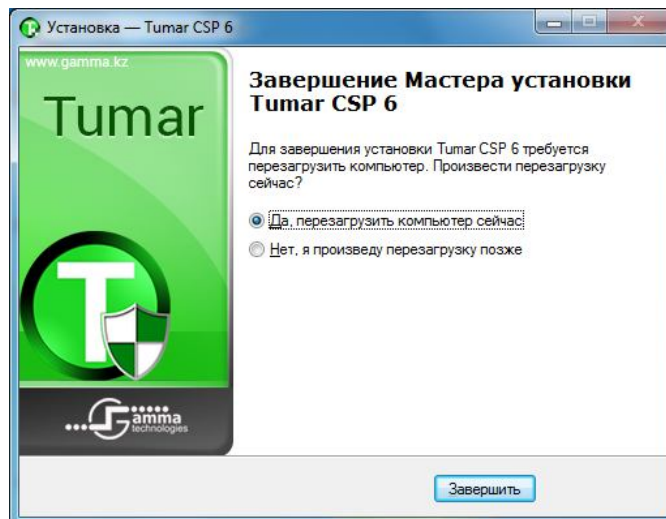 Установка — Tumar CSP 6
www.gamma.kz
Tumar
T
Gamma
technologies
Завершение Мастера установки
Tumar CSP 6
Для завершения установки Tumar CSP 6 требуется
перезагрузить компьютер. Произвести перезагрузку
сейчас?
Да, перезагрузить компьютер сейчас
Нет, я произведу перезагрузку позже
Завершить